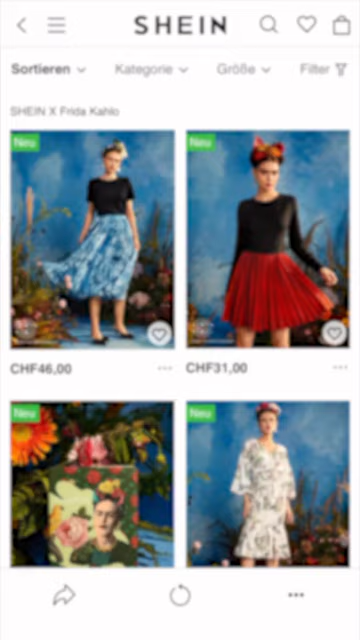 SHEIN
Sortieren Kategorie Größe Filter
SHEIN X Frida Kahlo
Neu Neu
CHF46,00 CHF31,00
Neu Neu